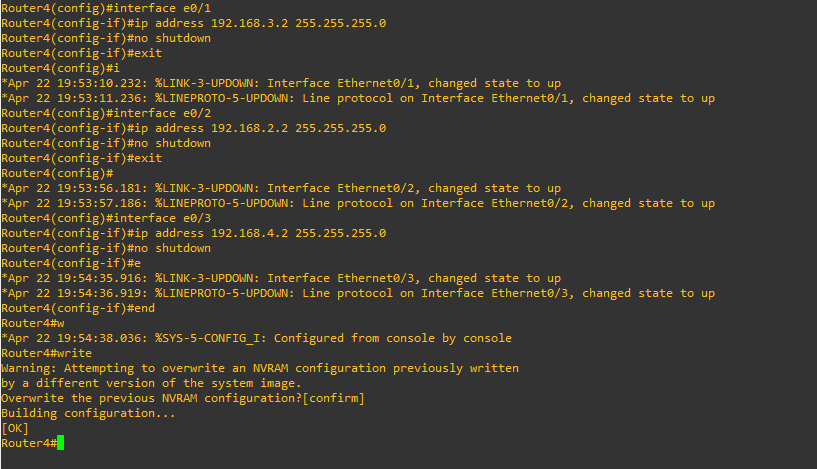 Router4(config)#interface e0/1
Router4(config-if)#ip address 192.168.3.2 255.255.255.0
Router4(config-if)#no shutdown
Router4(config-if)#exit
Router4(config)#i
*Apr 22 19:53:10.232: %LINK-3-UPDOWN: Interface Ethernet0/1, changed state to up
*Apr 22 19:53:11.236: %LINEPROTO-5-UPDOWN: Line protocol on Interface Ethernet0/1, changed state to up
Router4(config)#interface e0/2
Router4(config-if)#ip address 192.168.2.2 255.255.255.0
Router4(config-if)#no shutdown
Router4(config-if)#exit
Router4(config)#
*Apr 22 19:53:56.181: %LINK-3-UPDOWN: Interface Ethernet0/2, changed state to up
*Apr 22 19:53:57.186: %LINEPROTO-5-UPDOWN: Line protocol on Interface Ethernet0/2, changed state to up
Router4(config)#interface e0/3
Router4(config-if)#ip address 192.168.4.2 255.255.255.0
Router4(config-if)#no shutdown
Router4(config-if)#e
*Apr 22 19:54:35.916: %LINK-3-UPDOWN: Interface Ethernet0/3, changed state to up
*Apr 22 19:54:36.919: %LINEPROTO-5-UPDOWN: Line protocol on Interface Ethernet0/3, changed state to up
Router4(config-if)#end
Router4#w
*Apr 22 19:54:38.036: %SYS-5-CONFIG_I: Configured from console by console
Router4#write
Warning: Attempting to overwrite an NVRAM configuration previously written
by a different version of the system image.
Overwrite the previous NVRAM configuration?[confirm]
Building configuration...
[OK]
Router4#